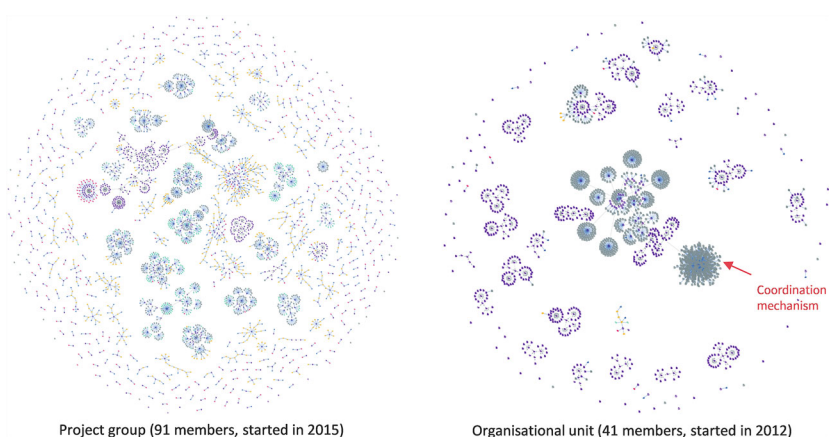 Coordination
mechanism
Project group (91 members, started in 2015)
Organisational unit (41 members, started in 2012)